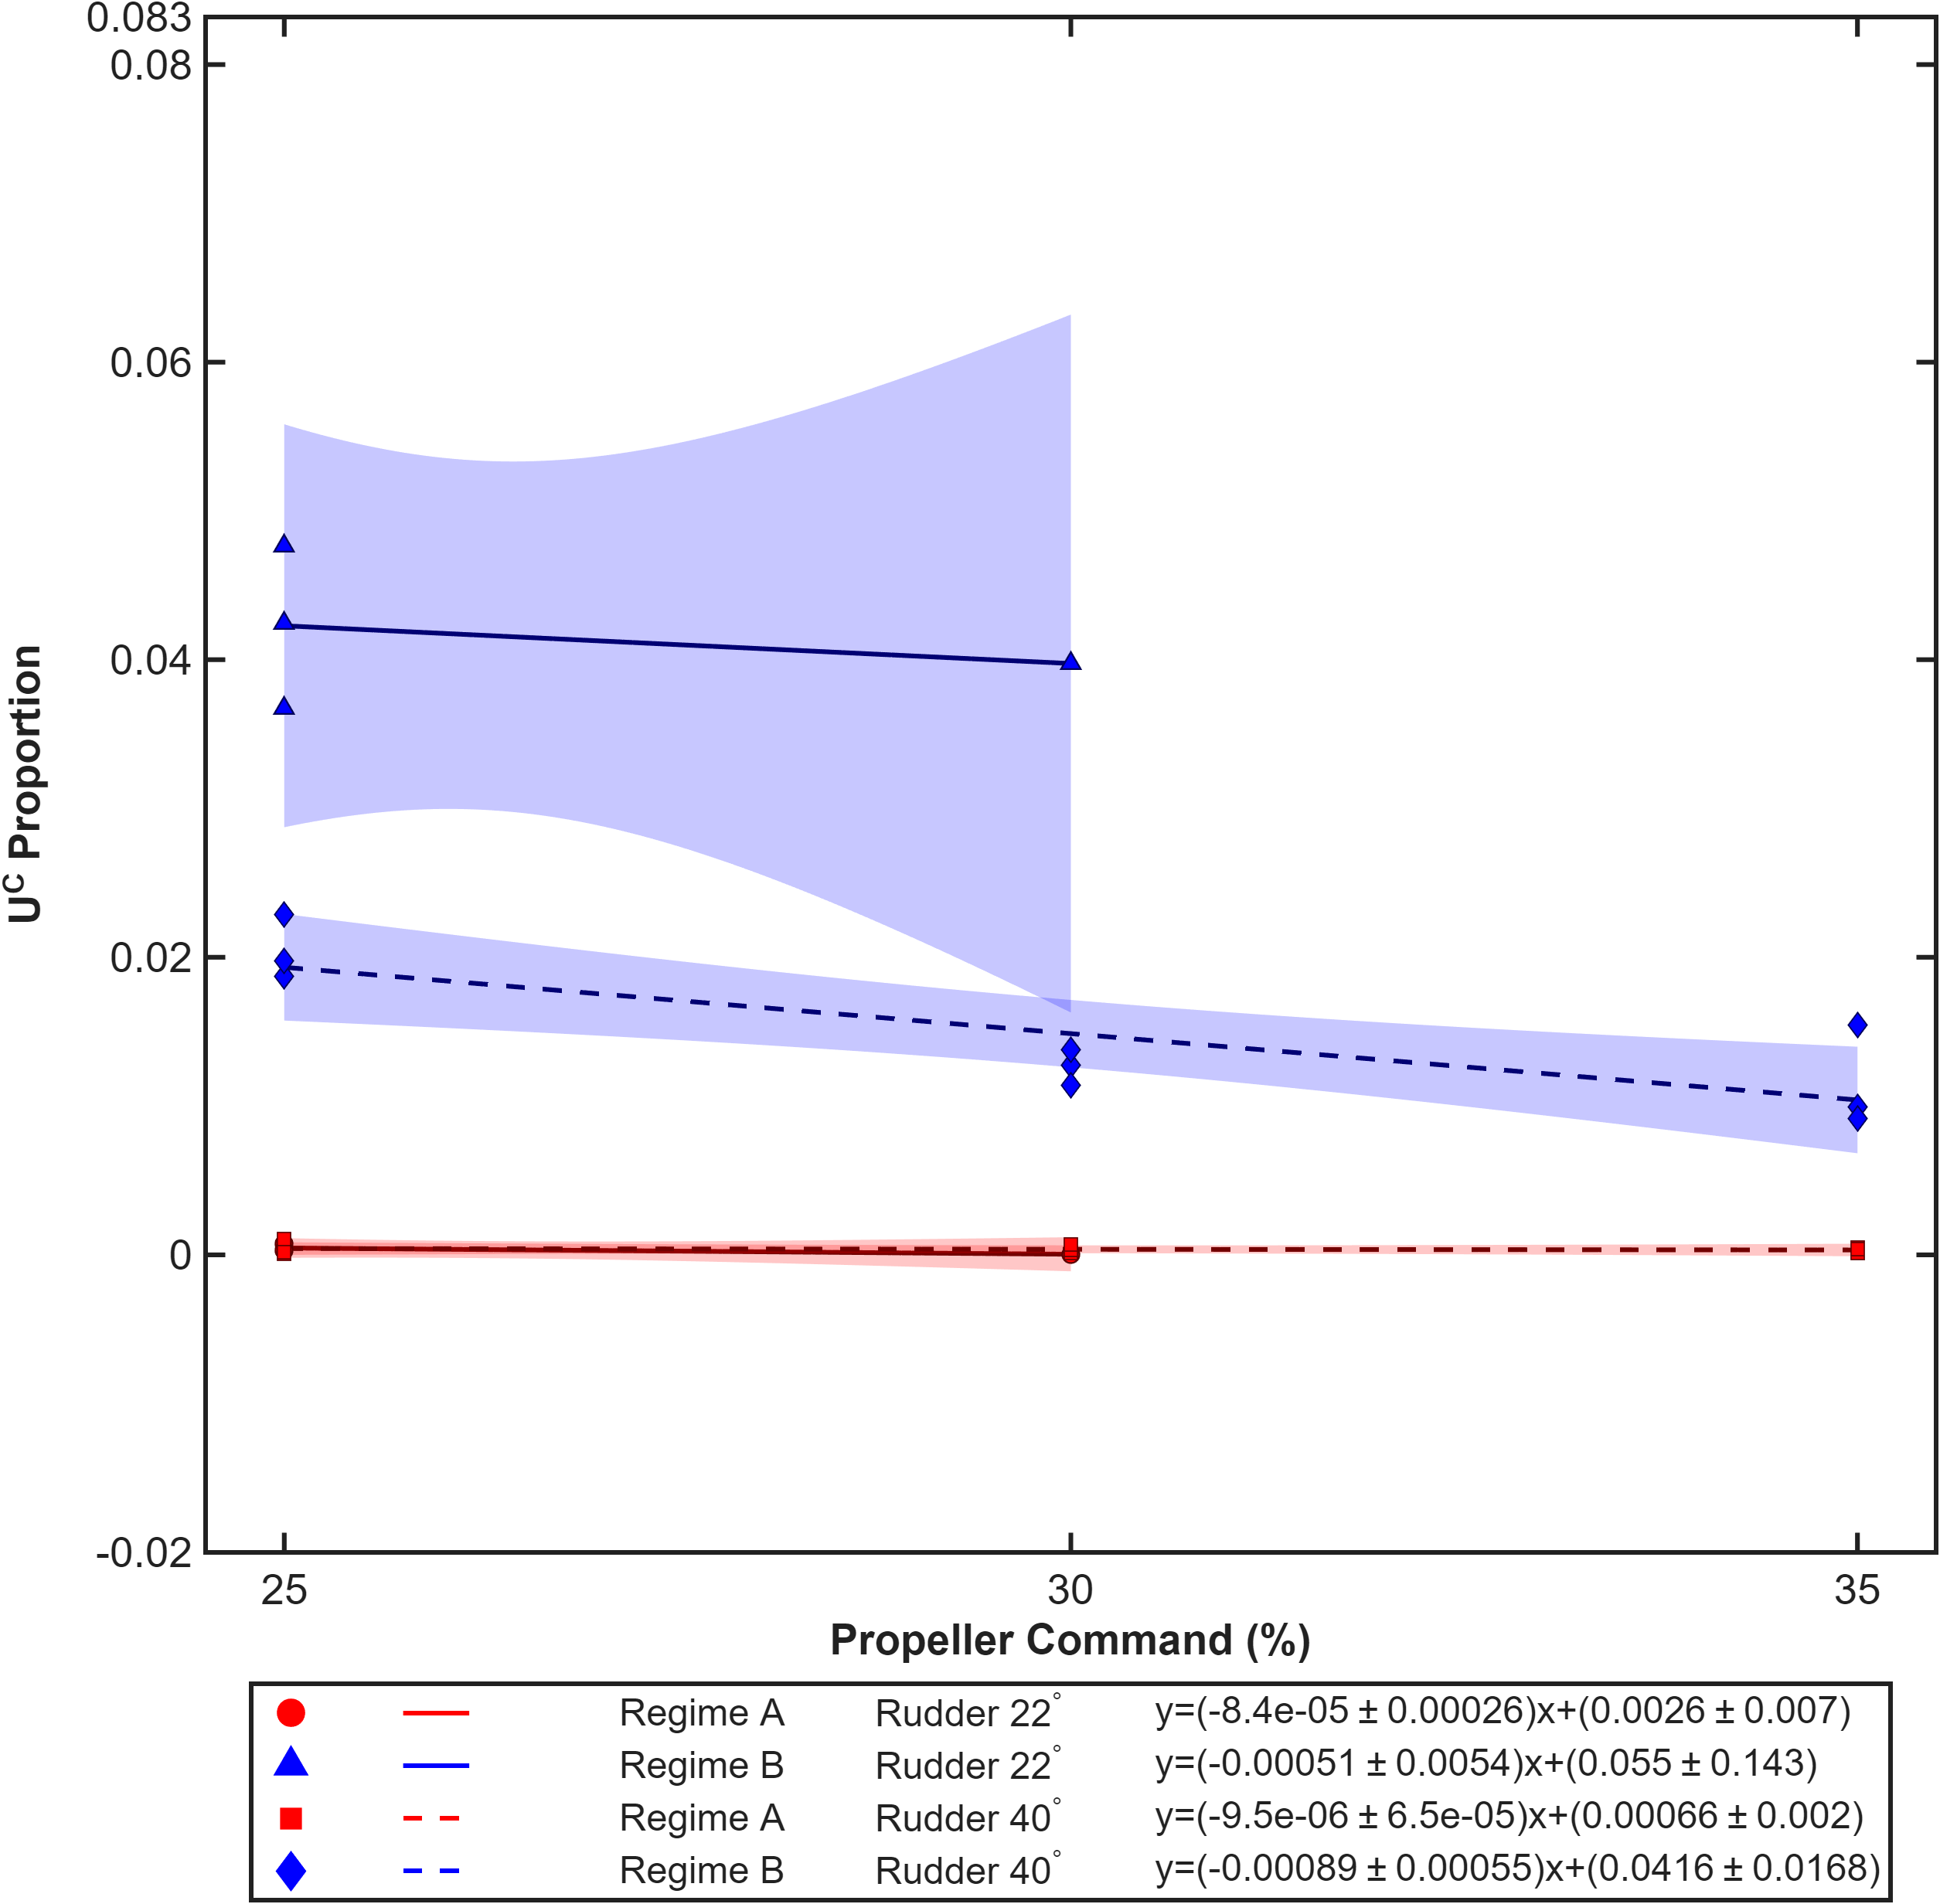 0.083
0.08
0.06
0.04
0.02
0
-0.02
U^C Proportion
25 30 35
Propeller Command (%)
Regime A Rudder 22° y=(-8.4e-05 ± 0.00026)x+(0.0026 ± 0.007)
Regime B Rudder 22° y=(-0.00051 ± 0.0054)x+(0.055 ± 0.143)
Regime A Rudder 40° y=(-9.5e-06 ± 6.5e-05)x+(0.00066 ± 0.002)
Regime B Rudder 40° y=(-0.00089 ± 0.00055)x+(0.0416 ± 0.0168)